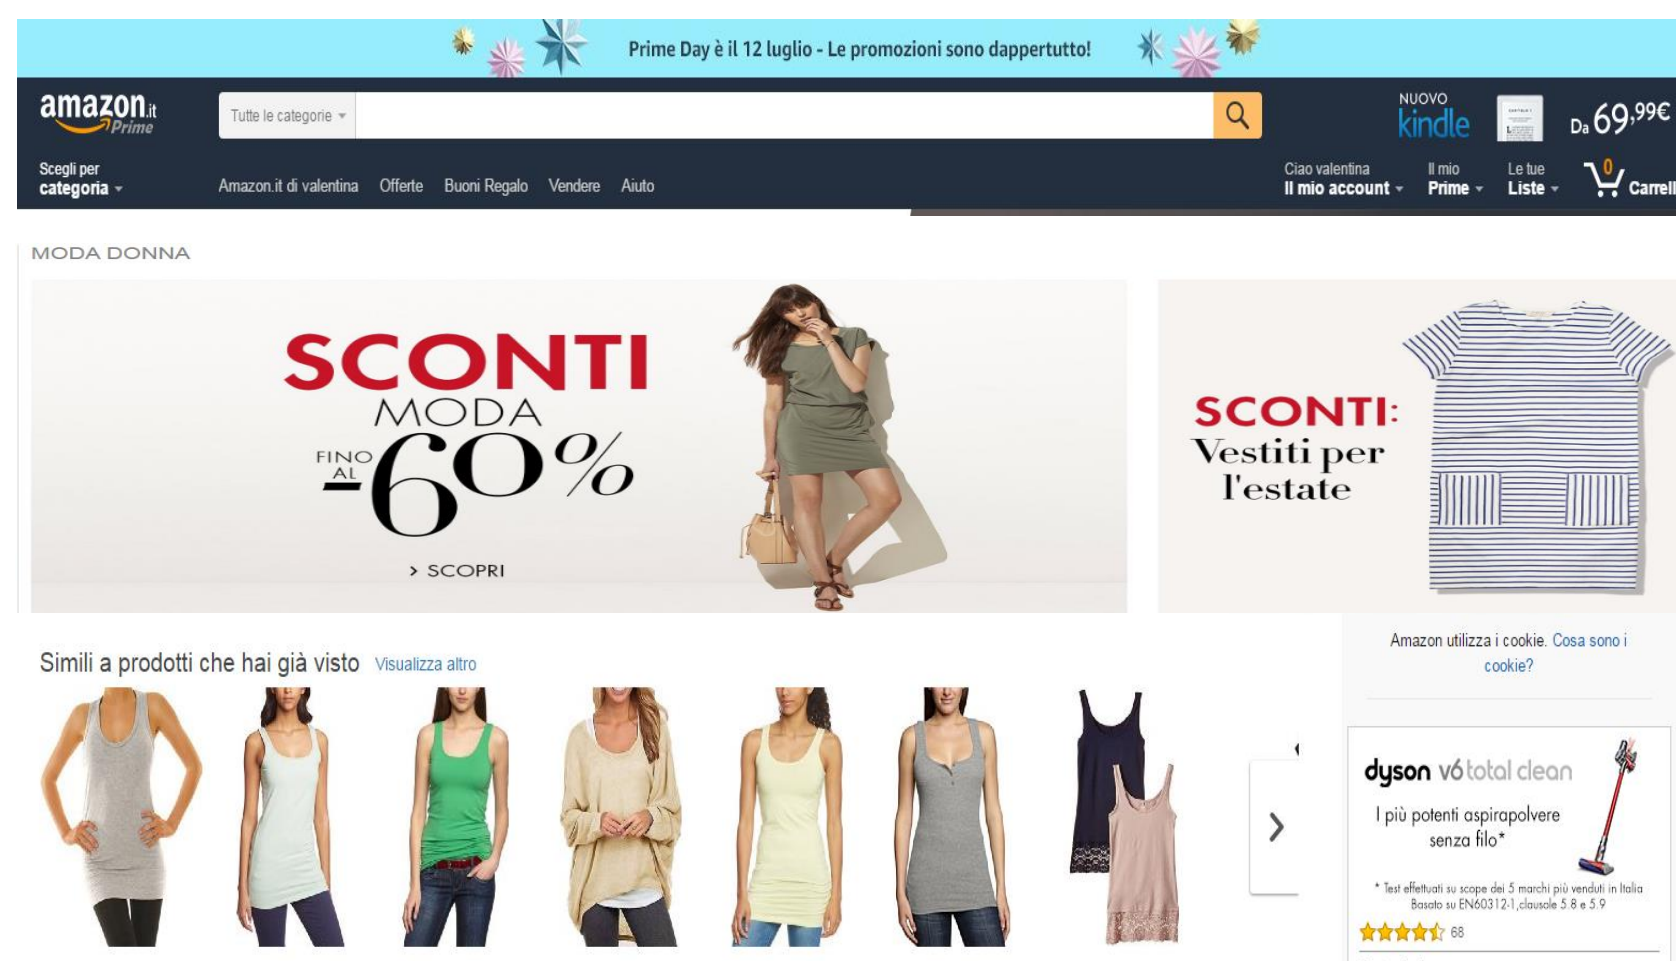 Prime Day è il 12 luglio - Le promozioni sono dappertutto!
amazon.it
Prime
Tutte le categorie
NUOVO
kindle
Da 69,99€
Scegli per
categoria
Amazon.it di valentina Offerte Buoni Regalo Vendere Aiuto
Ciao valentina
Il mio account
Il mio
Prime
Le tue
Liste
0
Carrell
MODA DONNA
SCONTI
MODA
FINO
AL
-60%
> SCOPRI
SCONTI:
Vestiti per
l'estate
Simili a prodotti che hai già visto Visualizza altro
Amazon utilizza i cookie. Cosa sono i
cookie?
dyson v6 total clean
I più potenti aspirapolvere
senza filo*
* Test effettuati su scope dei 5 marchi più venduti in Italia
Basato su EN60312-1,clausole 5.8 e 5.9
68